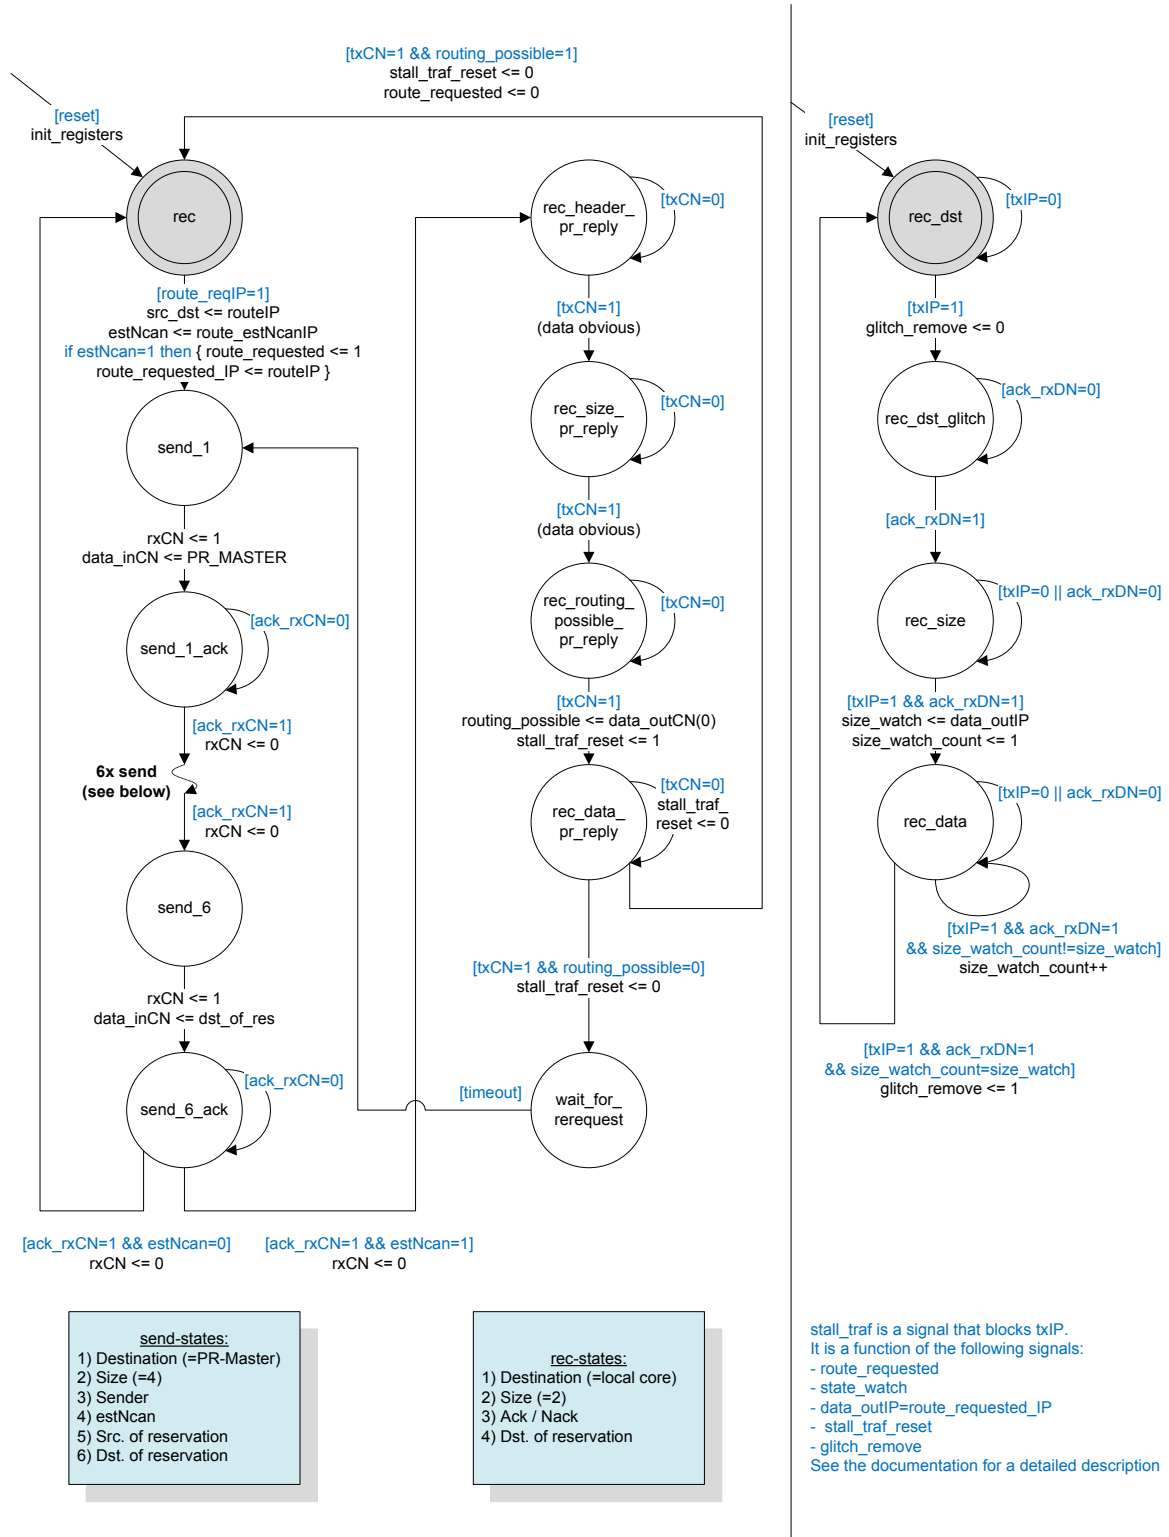 [txCN=1 && routing_possible=1]
stall_traf_reset <= 0
route_requested <= 0
[reset]
init_registers
rec
[route_reqIP=1]
src_dst <= routeIP
estNcan <= route_estNcanIP
if estNcan=1 then { route_requested <= 1
route_requested_IP <= routeIP }
send_1
rxCN <= 1
data_inCN <= PR_MASTER
send_1_ack
[ack_rxCN=0]
[ack_rxCN=1]
rxCN <= 0
6x send
(see below)
[ack_rxCN=1]
rxCN <= 0
send_6
rxCN <= 1
data_inCN <= dst_of_res
send_6_ack
[ack_rxCN=0]
[ack_rxCN=1 && estNcan=0]
rxCN <= 0
[ack_rxCN=1 && estNcan=1]
rxCN <= 0
rec_header_
pr_reply
[txCN=0]
[txCN=1]
(data obvious)
rec_size_
pr_reply
[txCN=0]
[txCN=1]
(data obvious)
rec_routing_
possible_
pr_reply
[txCN=0]
[txCN=1]
routing_possible <= data_outCN(0)
stall_traf_reset <= 1
rec_data_
pr_reply
[txCN=0]
stall_traf_
reset <= 0
[txCN=1 && routing_possible=0]
stall_traf_reset <= 0
[timeout]
wait_for_
rerequest
[reset]
init_registers
rec_dst
[txIP=0]
[txIP=1]
glitch_remove <= 0
rec_dst_glitch
[ack_rxDN=0]
[ack_rxDN=1]
rec_size
[txIP=0 || ack_rxDN=0]
[txIP=1 && ack_rxDN=1]
size_watch <= data_outIP
size_watch_count <= 1
rec_data
[txIP=0 || ack_rxDN=0]
[txIP=1 && ack_rxDN=1
&& size_watch_count!=size_watch]
size_watch_count++
[txIP=1 && ack_rxDN=1
&& size_watch_count=size_watch]
glitch_remove <= 1
send-states:
1) Destination (=PR-Master)
2) Size (=4)
3) Sender
4) estNcan
5) Src. of reservation
6) Dst. of reservation
rec-states:
1) Destination (=local core)
2) Size (=2)
3) Ack / Nack
4) Dst. of reservation
stall_traf is a signal that blocks txIP.
It is a function of the following signals:
- route_requested
- state_watch
- data_outIP=route_requested_IP
- stall_traf_reset
- glitch_remove
See the documentation for a detailed description